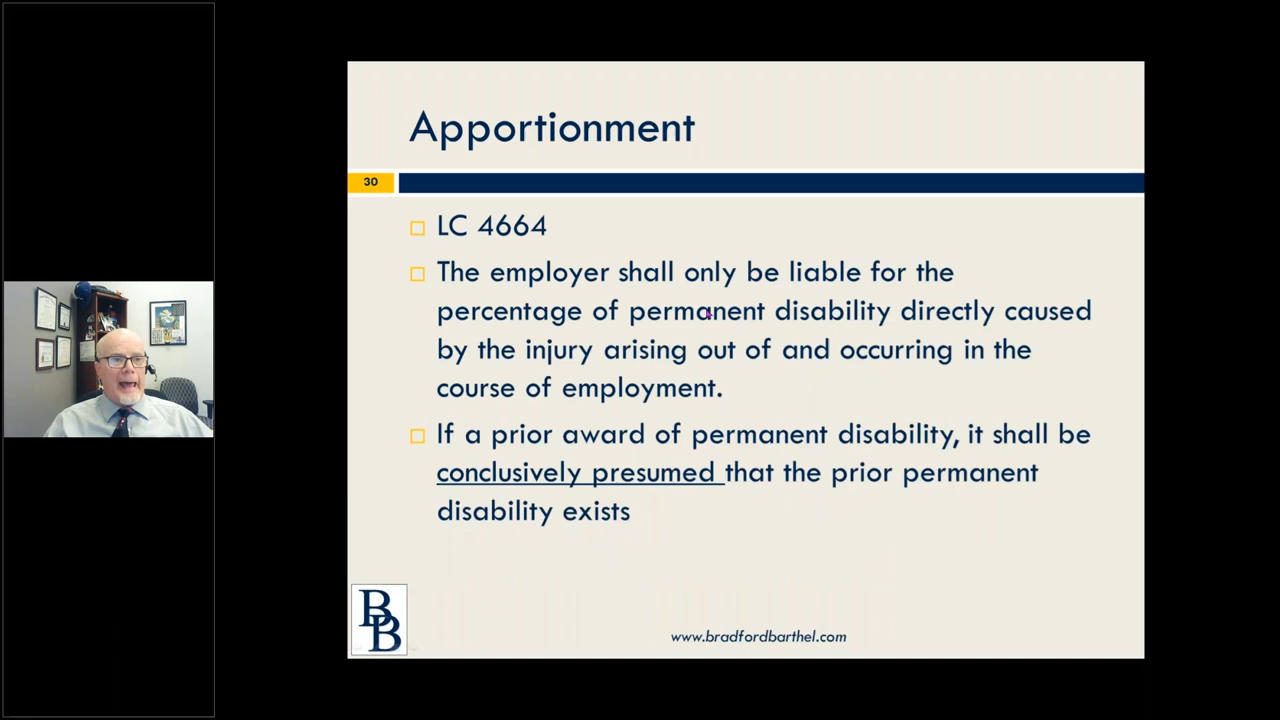 Apportionment
30
LC 4664
The employer shall only be liable for the
percentage of permanent disability directly caused
by the injury arising out of and occurring in the
course of employment.
If a prior award of permanent disability, it shall be
conclusively presumed that the prior permanent
disability exists
BB
www.bradfordbarthel.com